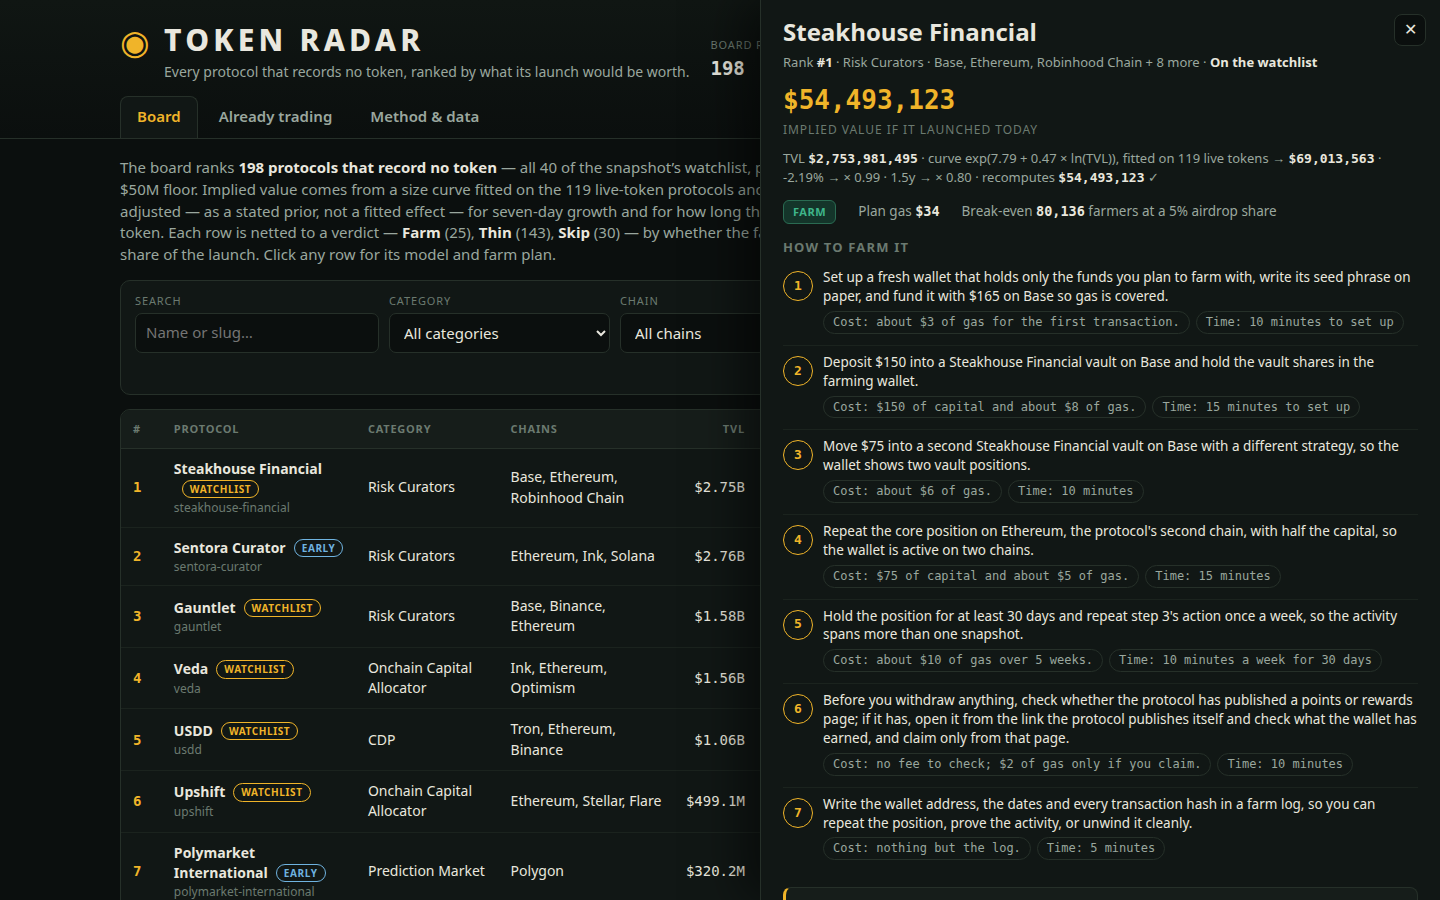 TOKEN RADAR
Every protocol that records no token, ranked by what its launch would be worth.
198
Board
Already trading
Method & data
The board ranks 198 protocols that record no token — all 40 of the snapshot's watchlist,
$50M floor. Implied value comes from a size curve fitted on the 119 live-token protocols and
adjusted — as a stated prior, not a fitted effect — for seven-day growth and for how long
token. Each row is netted to a verdict — Farm (25), Thin (143), Skip (30) — by whether the
share of the launch. Click any row for its model and farm plan.
SEARCH
CATEGORY
CHAIN
Name or slug...
All categories
All chains
# PROTOCOL CATEGORY CHAINS TVL
1 Steakhouse Financial WATCHLIST steakhouse-financial Risk Curators Base, Ethereum, Robinhood Chain $2.75B
2 Sentora Curator EARLY sentora-curator Risk Curators Ethereum, Ink, Solana $2.76B
3 Gauntlet WATCHLIST gauntlet Risk Curators Base, Binance, Ethereum $1.58B
4 Veda WATCHLIST veda Onchain Capital Allocator Ink, Ethereum, Optimism $1.56B
5 USDD WATCHLIST usdd CDP Tron, Ethereum, Binance $1.06B
6 Upshift WATCHLIST upshift Onchain Capital Allocator Ethereum, Stellar, Flare $499.1M
7 Polymarket International EARLY polymarket-international Prediction Market Polygon $320.2M
Steakhouse Financial
✕
Rank #1 · Risk Curators · Base, Ethereum, Robinhood Chain + 8 more · On the watchlist
$54,493,123
IMPLIED VALUE IF IT LAUNCHED TODAY
TVL $2,753,981,495 · curve exp(7.79 + 0.47 × ln(TVL)), fitted on 119 live tokens → $69,013,563 ·
-2.19% → × 0.99 · 1.5y → × 0.80 · recomputes $54,493,123 ✓
FARM Plan gas $34 Break-even 80,136 farmers at a 5% airdrop share
HOW TO FARM IT
1 Set up a fresh wallet that holds only the funds you plan to farm with, write its seed phrase on
paper, and fund it with $165 on Base so gas is covered.
Cost: about $3 of gas for the first transaction. Time: 10 minutes to set up
2 Deposit $150 into a Steakhouse Financial vault on Base and hold the vault shares in the
farming wallet.
Cost: $150 of capital and about $8 of gas. Time: 15 minutes to set up
3 Move $75 into a second Steakhouse Financial vault on Base with a different strategy, so the
wallet shows two vault positions.
Cost: about $6 of gas. Time: 10 minutes
4 Repeat the core position on Ethereum, the protocol's second chain, with half the capital, so
the wallet is active on two chains.
Cost: $75 of capital and about $5 of gas. Time: 15 minutes
5 Hold the position for at least 30 days and repeat step 3's action once a week, so the activity
spans more than one snapshot.
Cost: about $10 of gas over 5 weeks. Time: 10 minutes a week for 30 days
6 Before you withdraw anything, check whether the protocol has published a points or rewards
page; if it has, open it from the link the protocol publishes itself and check what the wallet has
earned, and claim only from that page.
Cost: no fee to check; $2 of gas only if you claim. Time: 10 minutes
7 Write the wallet address, the dates and every transaction hash in a farm log, so you can
repeat the position, prove the activity, or unwind it cleanly.
Cost: nothing but the log. Time: 5 minutes